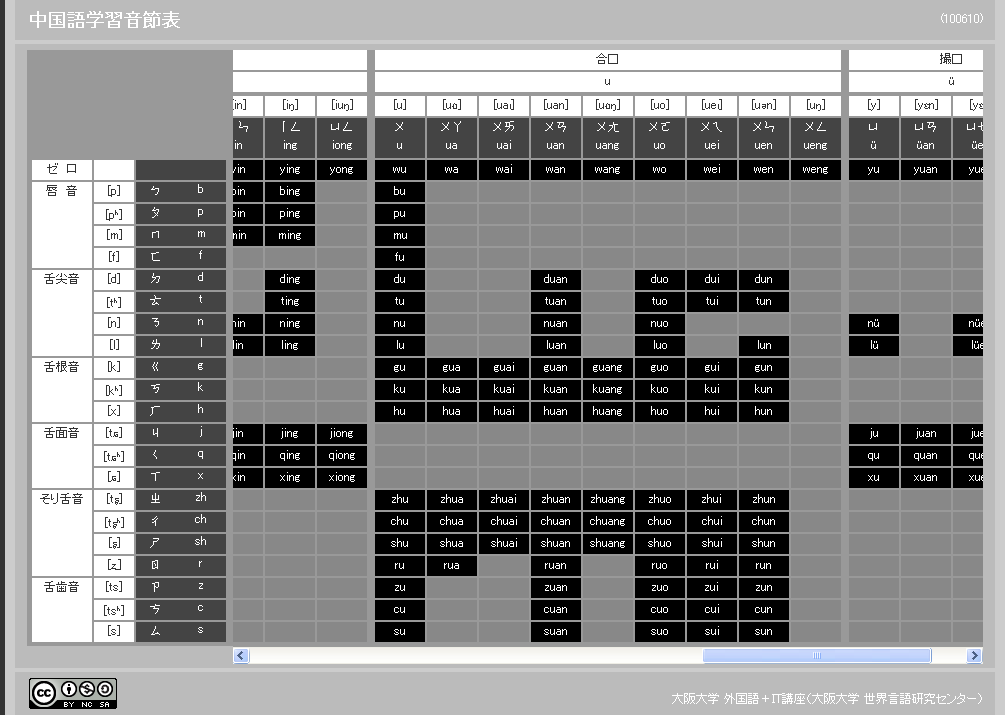 中国語学習音節表 (100610)
合口 撮口
u ü
[in] [iŋ] [iuŋ] [u] [ua] [uai] [uan] [uaŋ] [uo] [uei] [uən] [uŋ] [y] [yɛn]
ㄣ ㄧㄥ ㄩㄥ ㄨ ㄨㄚ ㄨㄞ ㄨㄢ ㄨㄤ ㄨㄛ ㄨㄟ ㄨㄣ ㄨㄥ ㄩ ㄩㄢ
in ing iong u ua uai uan uang uo uei uen ueng ü üan üe
ゼロ yin ying yong wu wa wai wan wang wo wei wen weng yu yuan yue
唇音 [p] ㄅ b bin bing bu
[pʰ] ㄆ p pin ping pu
[m] ㄇ m min ming mu
[f] ㄈ f fu
舌尖音 [d] ㄉ d ding du duan duo dui dun
[tʰ] ㄊ t ting tu tuan tuo tui tun
[n] ㄋ n nin ning nu nuan nuo nü nüe
[l] ㄌ l lin ling lu luan luo lun lü lüe
舌根音 [k] ㄍ g gu gua guai guan guang guo gui gun
[kʰ] ㄎ k ku kua kuai kuan kuang kuo kui kun
[x] ㄏ h hu hua huai huan huang huo hui hun
舌面音 [tɕ] ㄐ j jin jing jiong ju juan jue
[tɕʰ] ㄑ q qin qing qiong qu quan que
[ɕ] ㄒ x xin xing xiong xu xuan xue
そり舌音 [tʂ] ㄓ zh zhu zhua zhuai zhuan zhuang zhuo zhui zhun
[tʂʰ] ㄔ ch chu chua chuai chuan chuang chuo chui chun
[ʂ] ㄕ sh shu shua shuai shuan shuang shuo shui shun
[ʐ] ㄖ r ru rua ruan ruo rui run
舌歯音 [ts] ㄗ z zu zuan zuo zui zun
[tsʰ] ㄘ c cu cuan cuo cui cun
[s] ㄙ s su suan suo sui sun
cc BY NC SA
大阪大学 外国語+IT講座(大阪大学 世界言語研究センター)